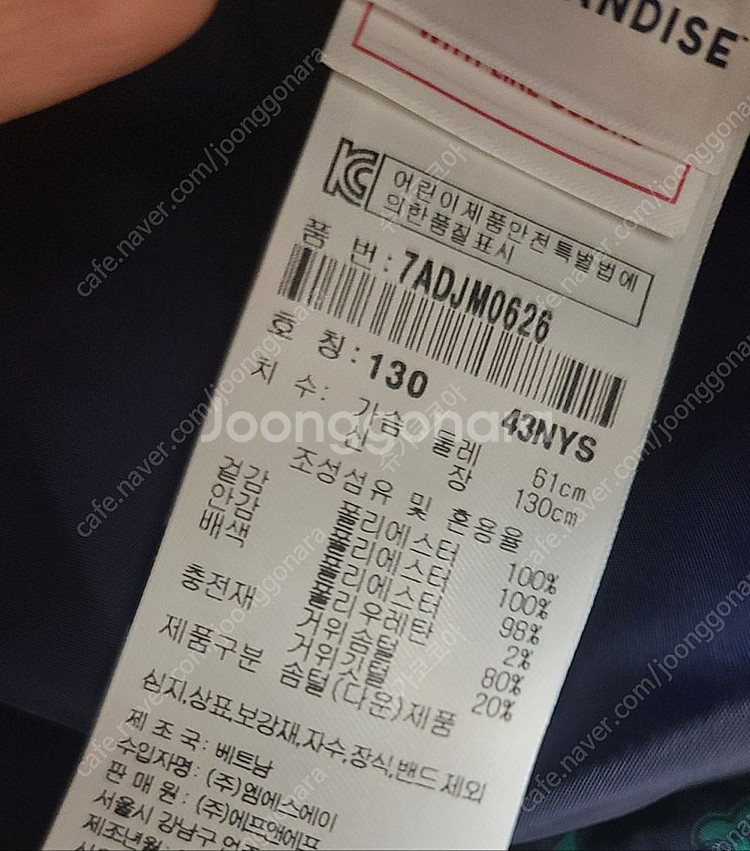 ANDISE
어린이제품안전특별법에
의한품질표시
품 번 : 7ADJM0626
호 칭 : 130 43NYS
치 수 : 가슴 둘레 61cm
신 장 130cm
조성섬유 및 혼용율
겉감 폴리에스터 100%
안감 폴리에스터 100%
배색 폴리에스터 98%
폴리우레탄 2%
충전재 거위솜털 80%
거위깃털 20%
제품구분 솜털(다운)제품
심지,상표,보강재,자수,장식,밴드 제외
제 조 국 : 베트남
수입자명 : (주)엠에스에이
판 매 원 : (주)에프앤에프
서울시 강남구
제조년월 :
Joonggonara
cafe.naver.com/joonggonara